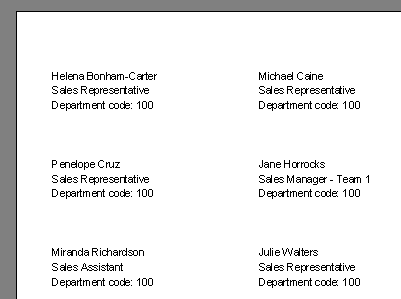 Helena Bonham-Carter
Sales Representative
Department code: 100
Michael Caine
Sales Representative
Department code: 100
Penelope Cruz
Sales Representative
Department code: 100
Jane Horrocks
Sales Manager - Team 1
Department code: 100
Miranda Richardson
Sales Assistant
Department code: 100
Julie Walters
Sales Representative
Department code: 100